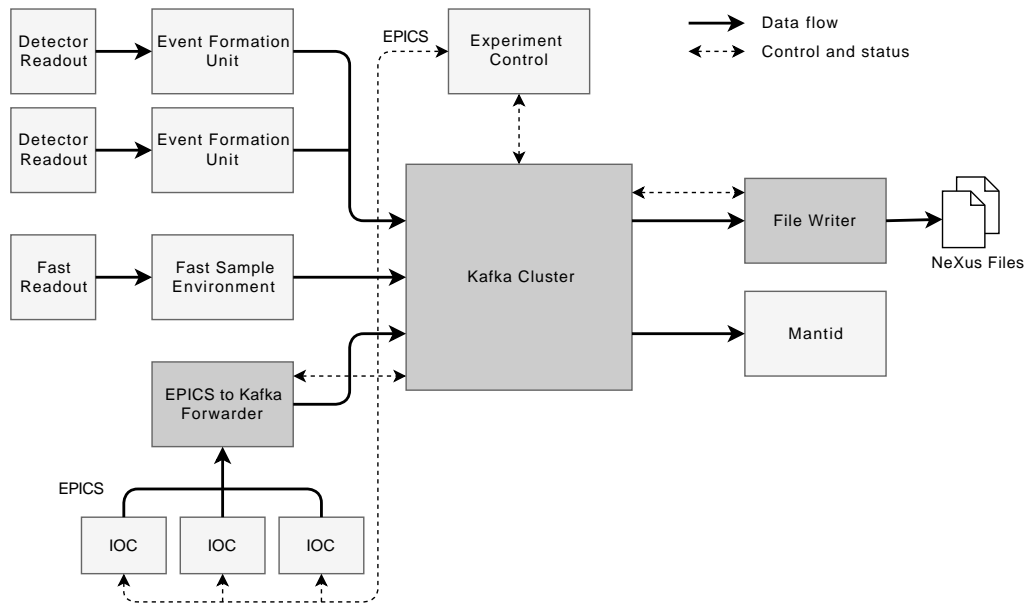 Detector
Readout
Event Formation
Unit
EPICS
Experiment
Control
Data flow
Control and status
Detector
Readout
Event Formation
Unit
Fast
Readout
Fast Sample
Environment
Kafka Cluster
File Writer
NeXus Files
Mantid
EPICS to Kafka
Forwarder
EPICS
IOC
IOC
IOC